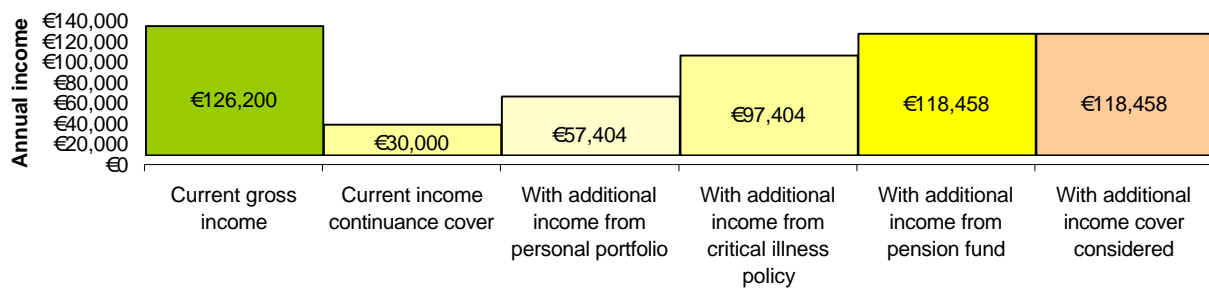 Annual income
€140,000
€120,000
€100,000
€80,000
€60,000
€40,000
€20,000
€0
€126,200
€30,000
€57,404
€97,404
€118,458
€118,458
Current gross
income
Current income
continuance cover
With additional
income from
personal portfolio
With additional
income from
critical illness
policy
With additional
income from
pension fund
With additional
income cover
considered